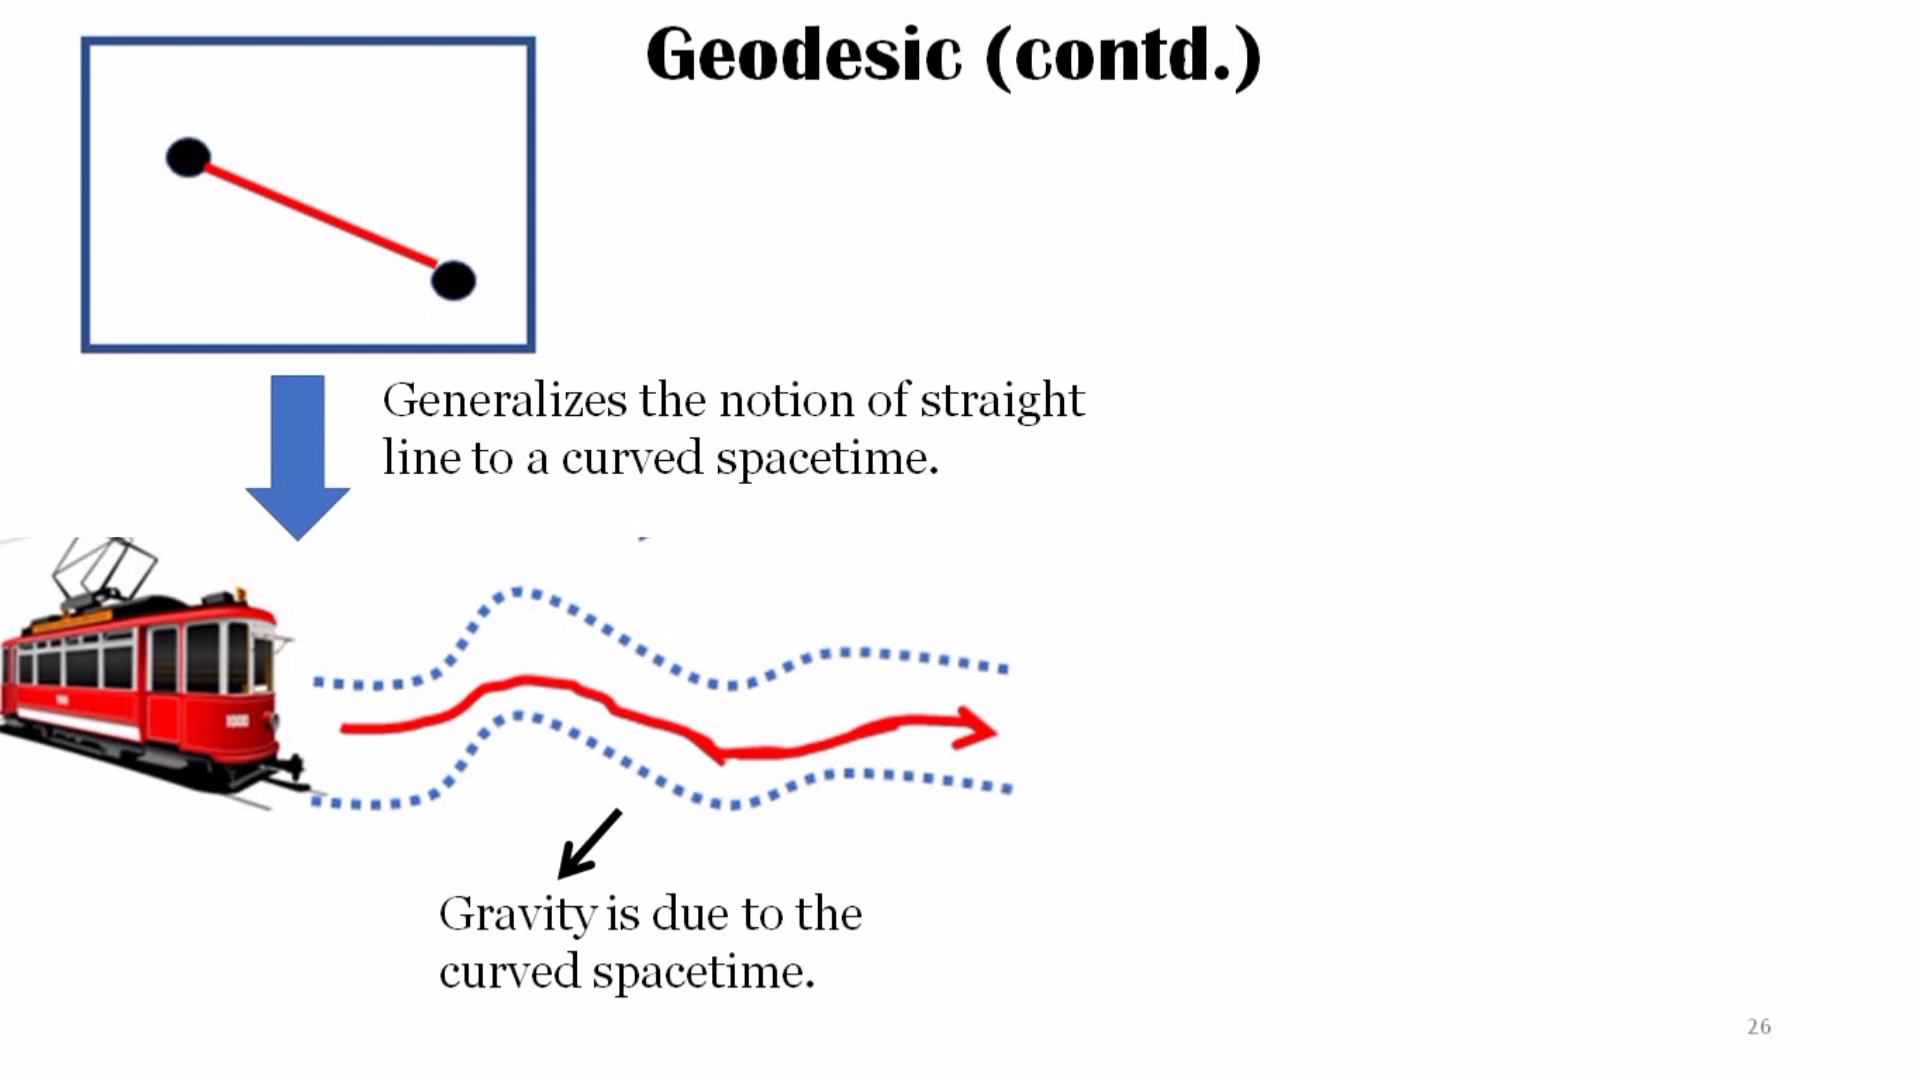 Geodesic (contd.)
Generalizes the notion of straight
line to a curved spacetime.
1000
Gravity is due to the
curved spacetime.
26